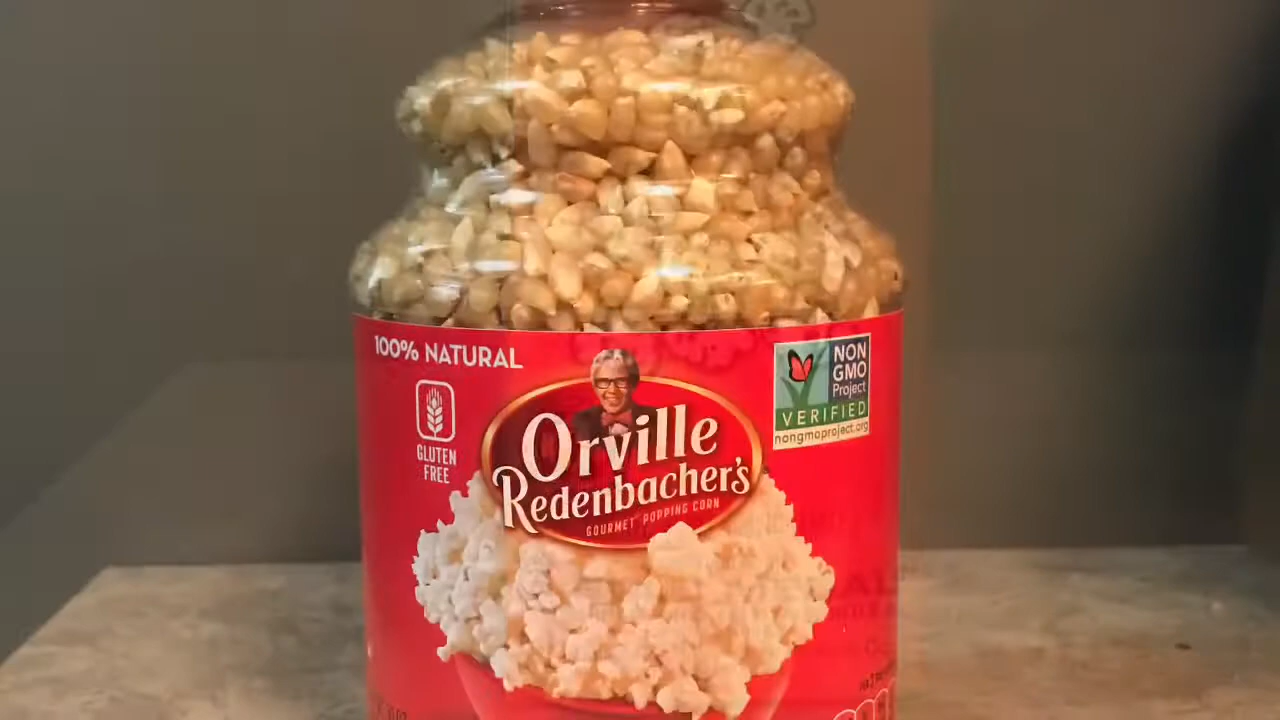 100% NATURAL
GLUTEN
FREE
Orville
Redenbacher's
GOURMET POPPING CORN
NON
GMO
Project
VERIFIED
nongmoproject.org